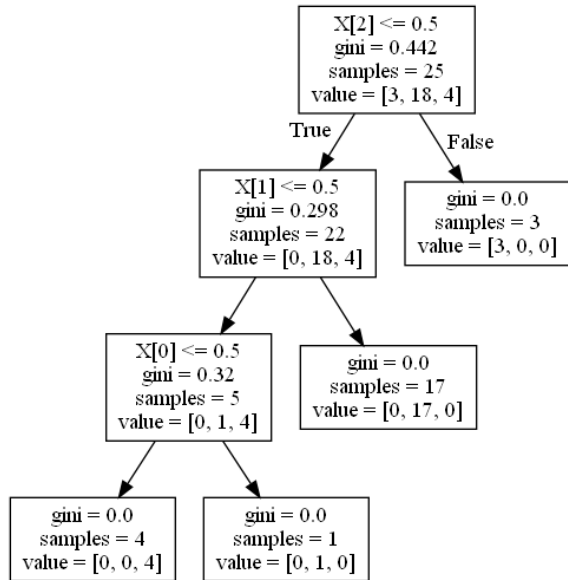 X[2] <= 0.5
gini = 0.442
samples = 25
value = [3, 18, 4]
True
False
X[1] <= 0.5
gini = 0.298
samples = 22
value = [0, 18, 4]
gini = 0.0
samples = 3
value = [3, 0, 0]
X[0] <= 0.5
gini = 0.32
samples = 5
value = [0, 1, 4]
gini = 0.0
samples = 17
value = [0, 17, 0]
gini = 0.0
samples = 4
value = [0, 0, 4]
gini = 0.0
samples = 1
value = [0, 1, 0]